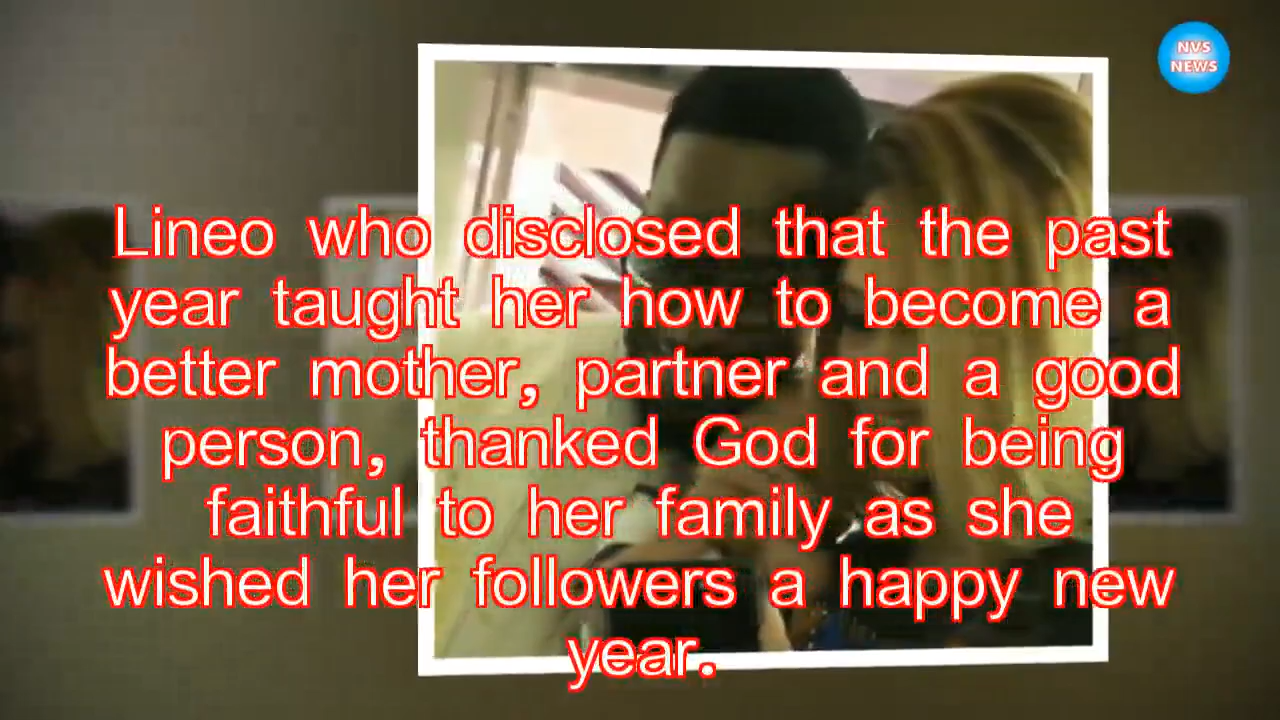 NVS
NEWS
Lineo who disclosed that the past
year taught her how to become a
better mother, partner and a good
person, thanked God for being
faithful to her family as she
wished her followers a happy new
year.